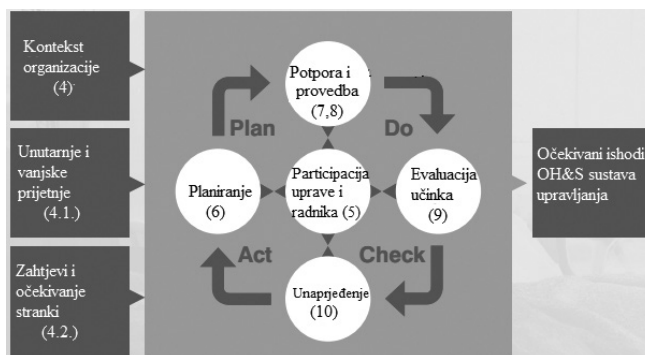 Kontekst
organizacije
(4)
Unutarnje i
vanjske
prijetnje
(4.1.)
Zahtjevi i
očekivanje
stranki
(4.2.)
Potpora i
provedba
(7,8)
Plan
Do
Planiranje
(6)
Participacija
uprave i
radnika (5)
Evaluacija
učinka
(9)
Act
Check
Unaprjeđenje
(10)
Očekivani ishodi
OH&S sustava
upravljanja